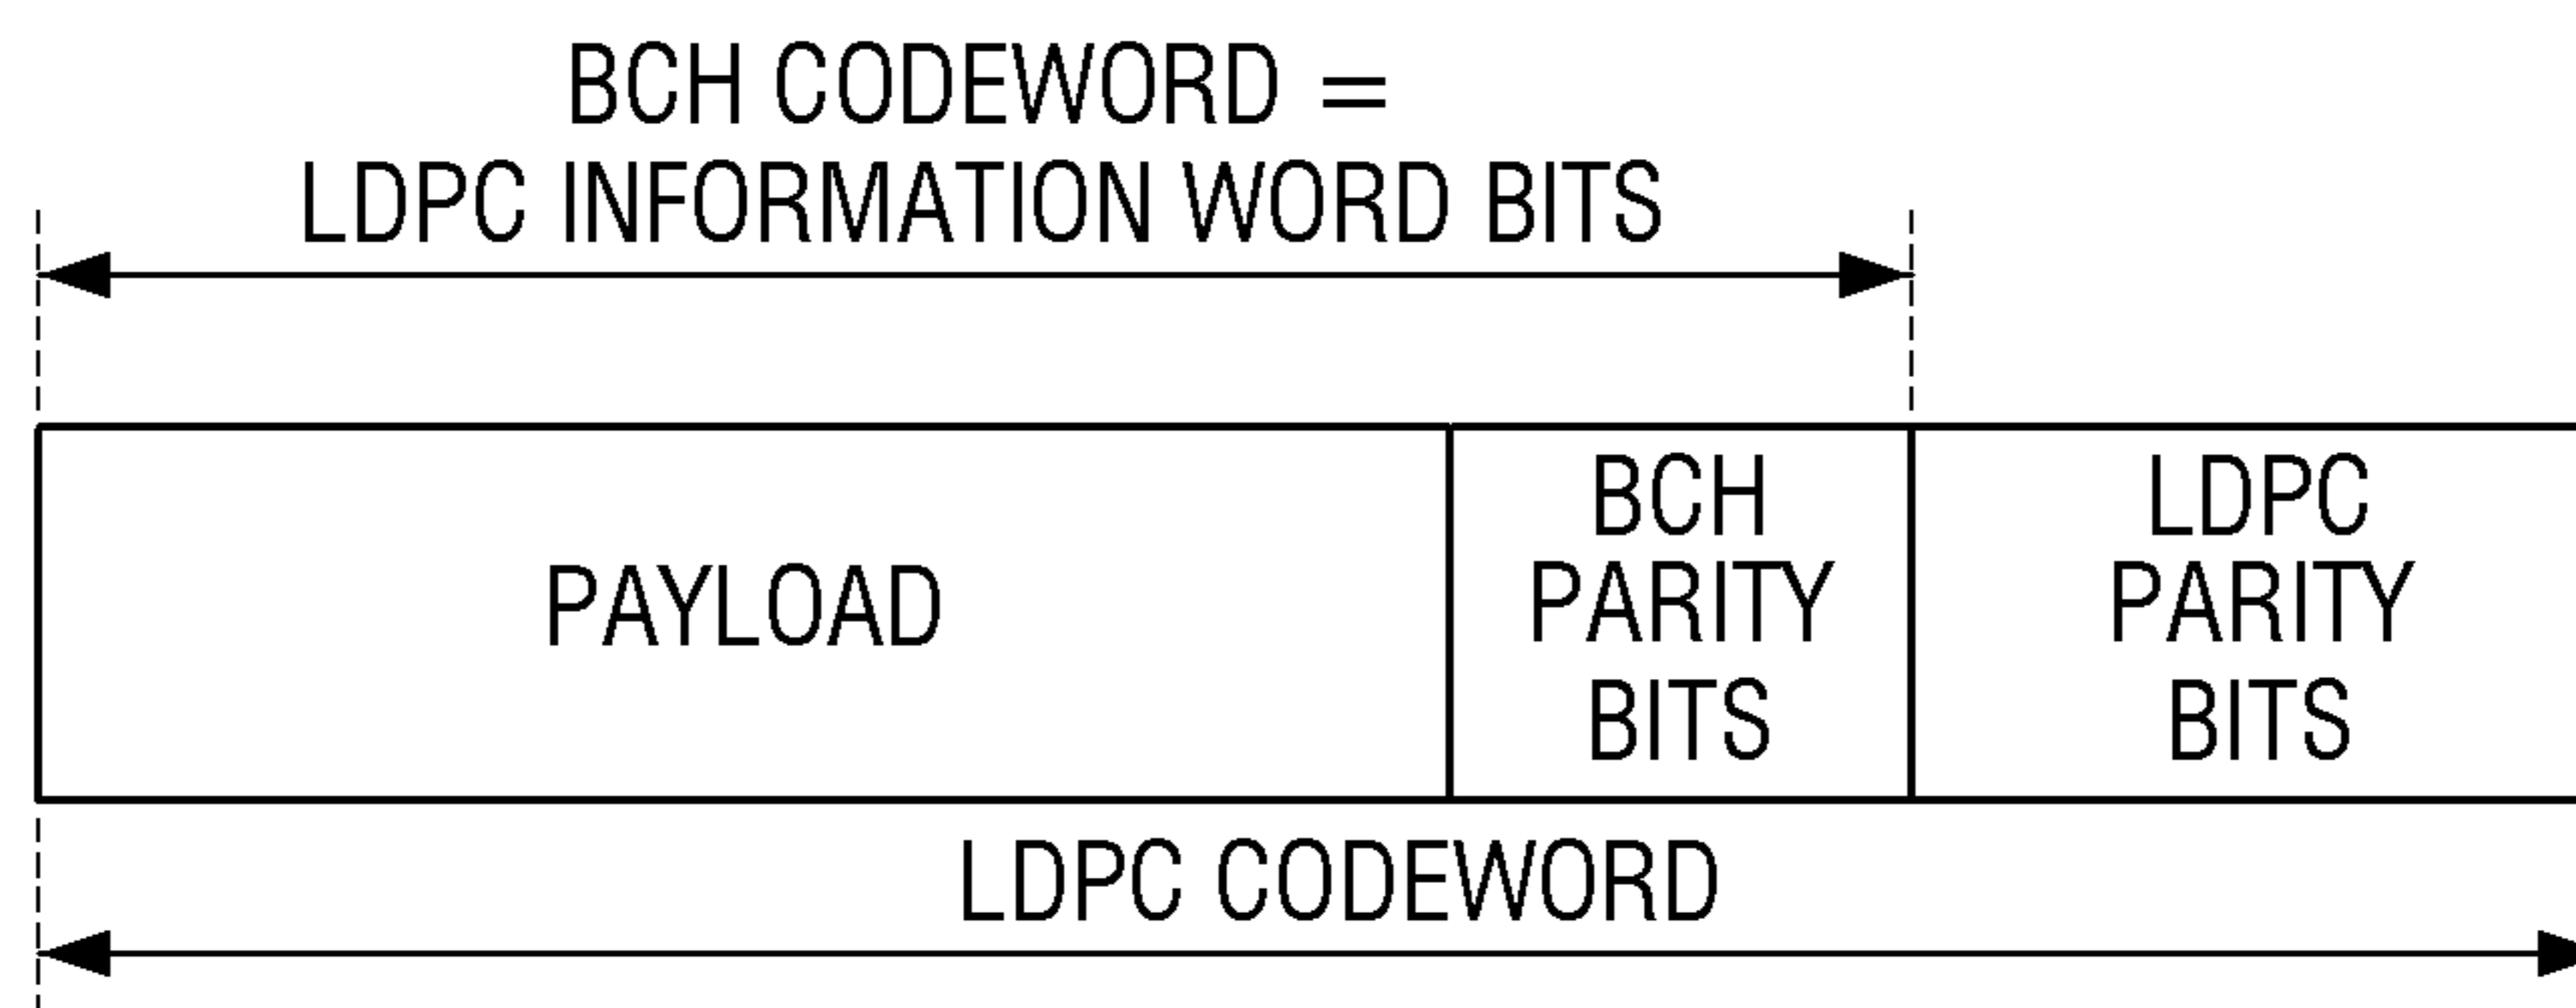 BCH CODEWORD =
LDPC INFORMATION WORD BITS
PAYLOAD
BCH
PARITY
BITS
LDPC
PARITY
BITS
LDPC CODEWORD